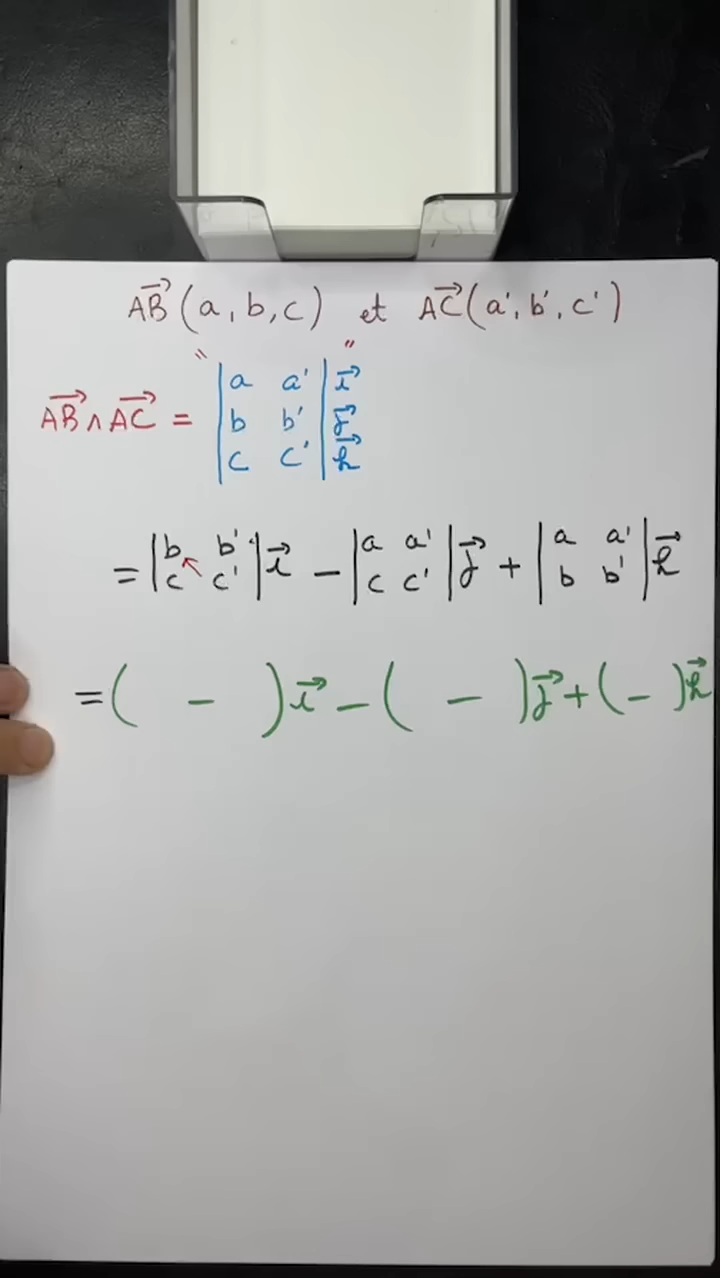 AB→ (a, b, c) et AC→ (a', b', c')
AB→ ∧ AC→ = " | a a' | i→ "
| b b' | j→
| c c' | k→
= | b b' | i→ − | a a' | j→ + | a a' | k→
| c c' | | c c' | | b b' |
= ( − ) i→ − ( − ) j→ + ( − ) k→